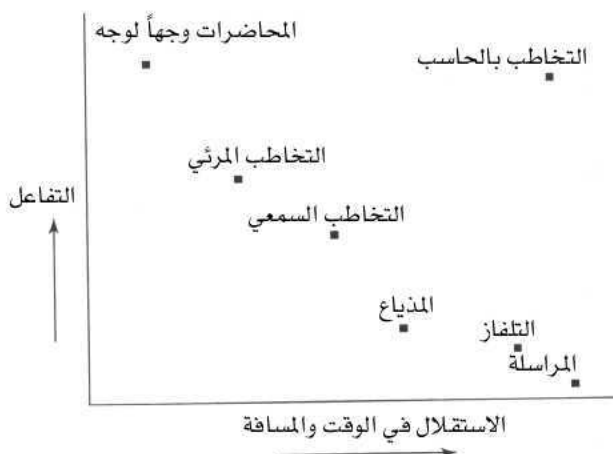 المحاضرات وجهاً لوجه
التخاطب بالحاسب
التخاطب المرئي
التفاعل
التخاطب السمعي
المذياع
التلفاز
المراسلة
الاستقلال في الوقت والمسافة